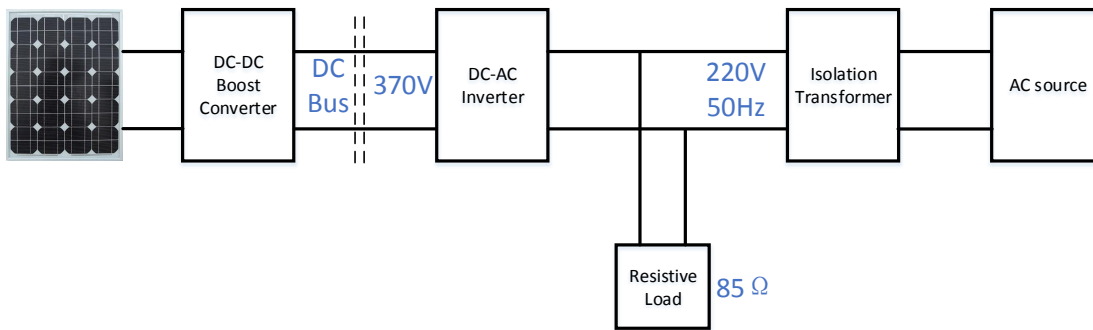 DC-DC
Boost
Converter
DC
Bus
370V
DC-AC
Inverter
220V
50Hz
Isolation
Transformer
AC source
Resistive
Load
85 Ω